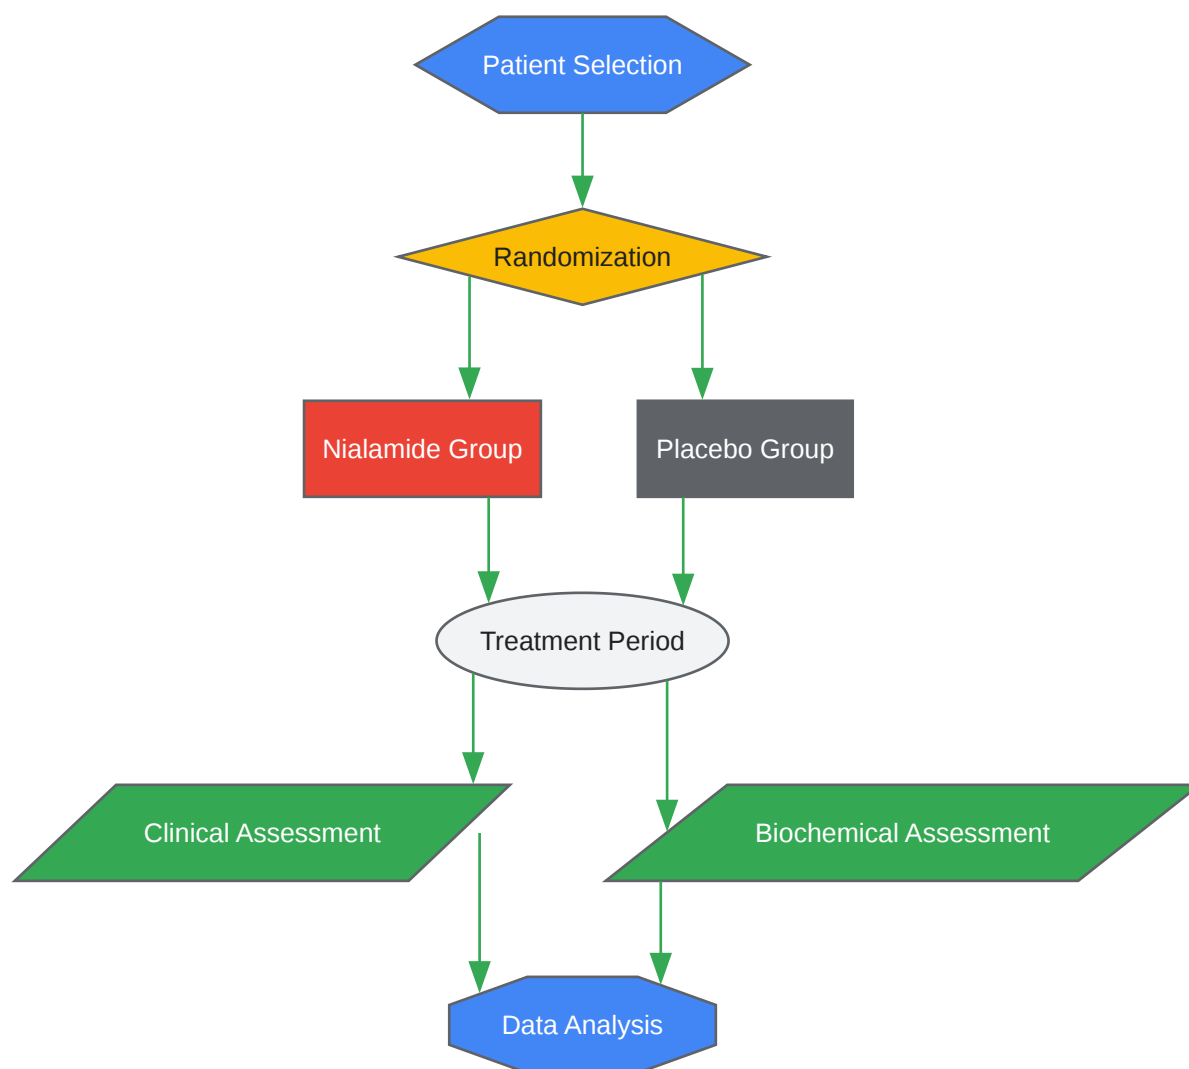 Patient Selection
Randomization
Nialamide Group
Placebo Group
Treatment Period
Clinical Assessment
Biochemical Assessment
Data Analysis